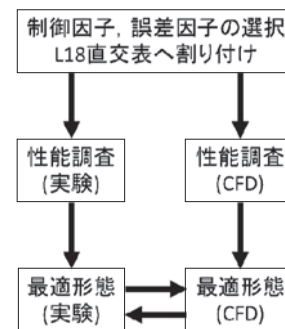 制御因子, 誤差因子の選択
L18直交表へ割り付け
性能調査
(実験)
性能調査
(CFD)
最適形態
(実験)
最適形態
(CFD)